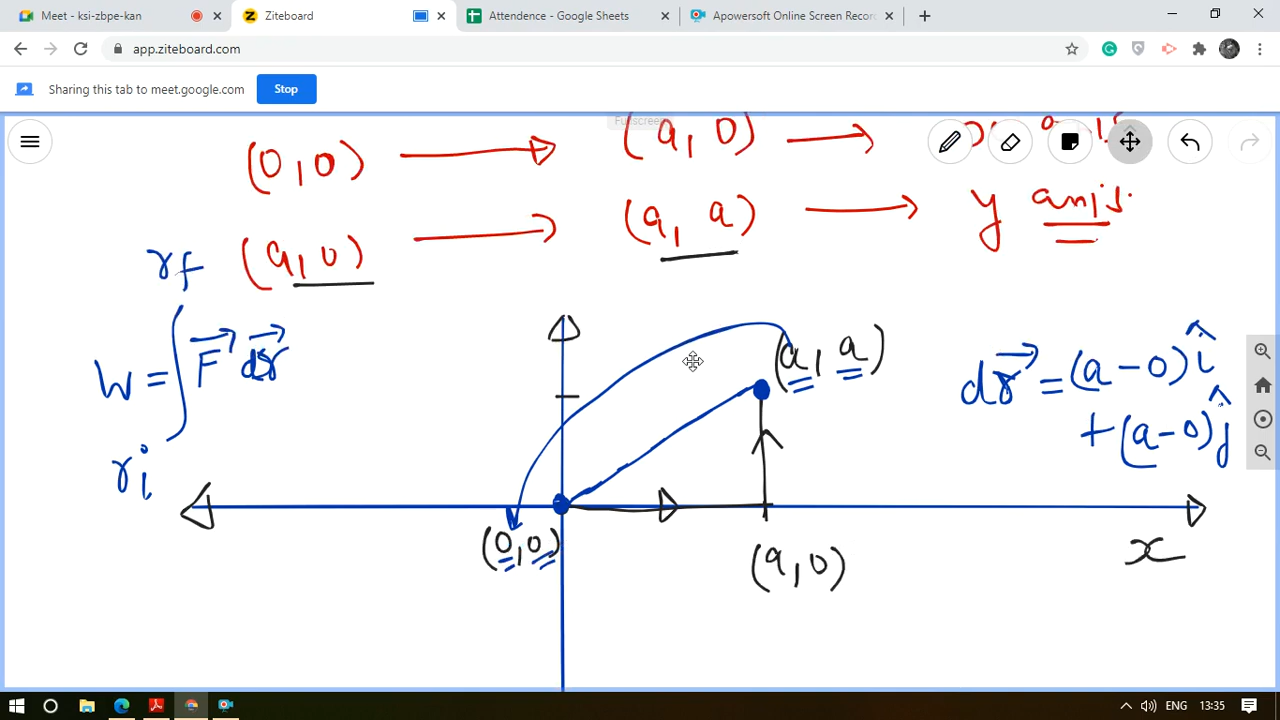 Meet - ksi-zbpe-kan
Ziteboard
Attendence - Google Sheets
Apowersoft Online Screen Recor
app.ziteboard.com
Sharing this tab to meet.google.com
Stop
Fullscreen
(0,0) → (a,0) →
(a,0) → (a,a) → y anjs.
rf
W = ∫ F⃗ dr⃗
ri
(a,a)
dr⃗ = (a-0)î
+ (a-0)ĵ
(0,0)
(a,0)
x
ENG
13:35